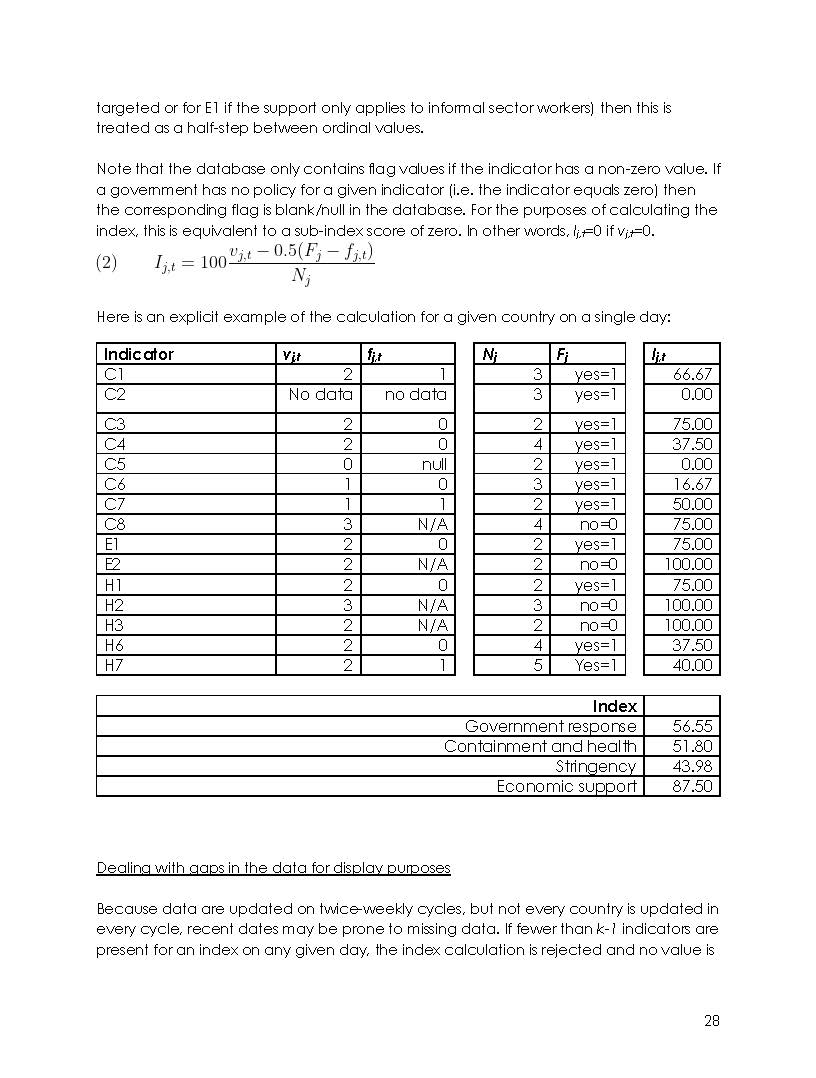 targeted or for E1 if the support only applies to informal sector workers) then this is
treated as a half-step between ordinal values.
Note that the database only contains flag values if the indicator has a non-zero value. If
a government has no policy for a given indicator (i.e. the indicator equals zero) then
the corresponding flag is blank/null in the database. For the purposes of calculating the
index, this is equivalent to a sub-index score of zero. In other words, Ij,t=0 if vj,t=0.
(2) Ij,t = 100 vj,t − 0.5(Fj − fj,t)
Nj
Here is an explicit example of the calculation for a given country on a single day:
Indicator vj,t fj,t Nj Fj Ij,t
C1 2 1 3 yes=1 66.67
C2 No data no data 3 yes=1 0.00
C3 2 0 2 yes=1 75.00
C4 2 0 4 yes=1 37.50
C5 0 null 2 yes=1 0.00
C6 1 0 3 yes=1 16.67
C7 1 1 2 yes=1 50.00
C8 3 N/A 4 no=0 75.00
E1 2 0 2 yes=1 75.00
E2 2 N/A 2 no=0 100.00
H1 2 0 2 yes=1 75.00
H2 3 N/A 3 no=0 100.00
H3 2 N/A 2 no=0 100.00
H6 2 0 4 yes=1 37.50
H7 2 1 5 Yes=1 40.00
Index
Government response 56.55
Containment and health 51.80
Stringency 43.98
Economic support 87.50
Dealing with gaps in the data for display purposes
Because data are updated on twice-weekly cycles, but not every country is updated in
every cycle, recent dates may be prone to missing data. If fewer than k-1 indicators are
present for an index on any given day, the index calculation is rejected and no value is
28